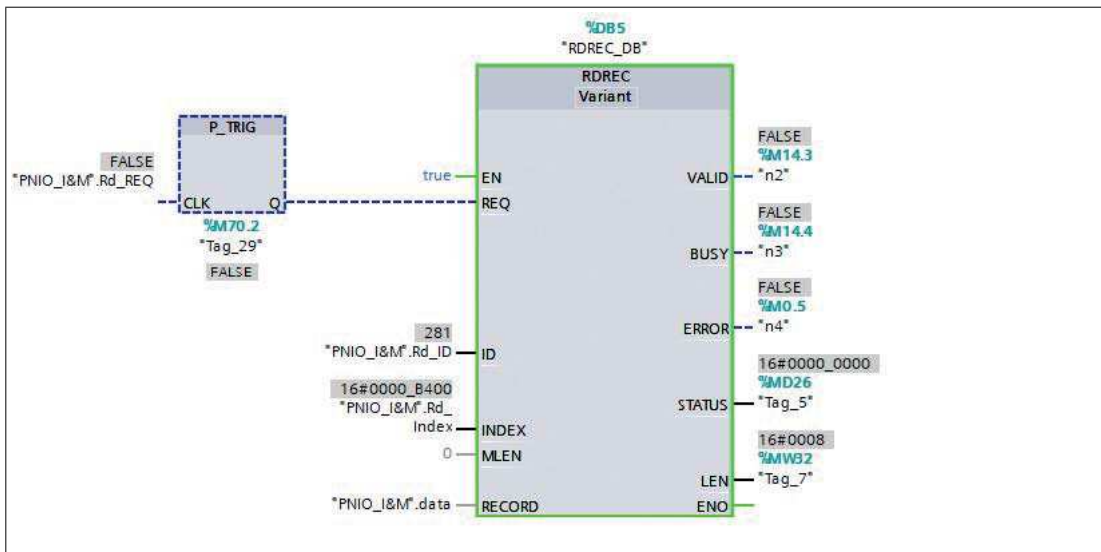 %DB5
"RDREC_DB"
RDREC
Variant
P_TRIG
FALSE
"PNIO_I&M".Rd_REQ
CLK
Q
%M70.2
"Tag_29"
FALSE
true
EN
REQ
FALSE
%M14.3
VALID
"n2"
FALSE
%M14.4
BUSY
"n3"
FALSE
%M0.5
ERROR
"n4"
281
"PNIO_I&M".Rd_ID
ID
16#0000_B400
"PNIO_I&M".Rd_
Index
INDEX
0
MLEN
16#0000_0000
%MD26
STATUS
"Tag_5"
16#0008
%MW32
LEN
"Tag_7"
"PNIO_I&M".data
RECORD
ENO